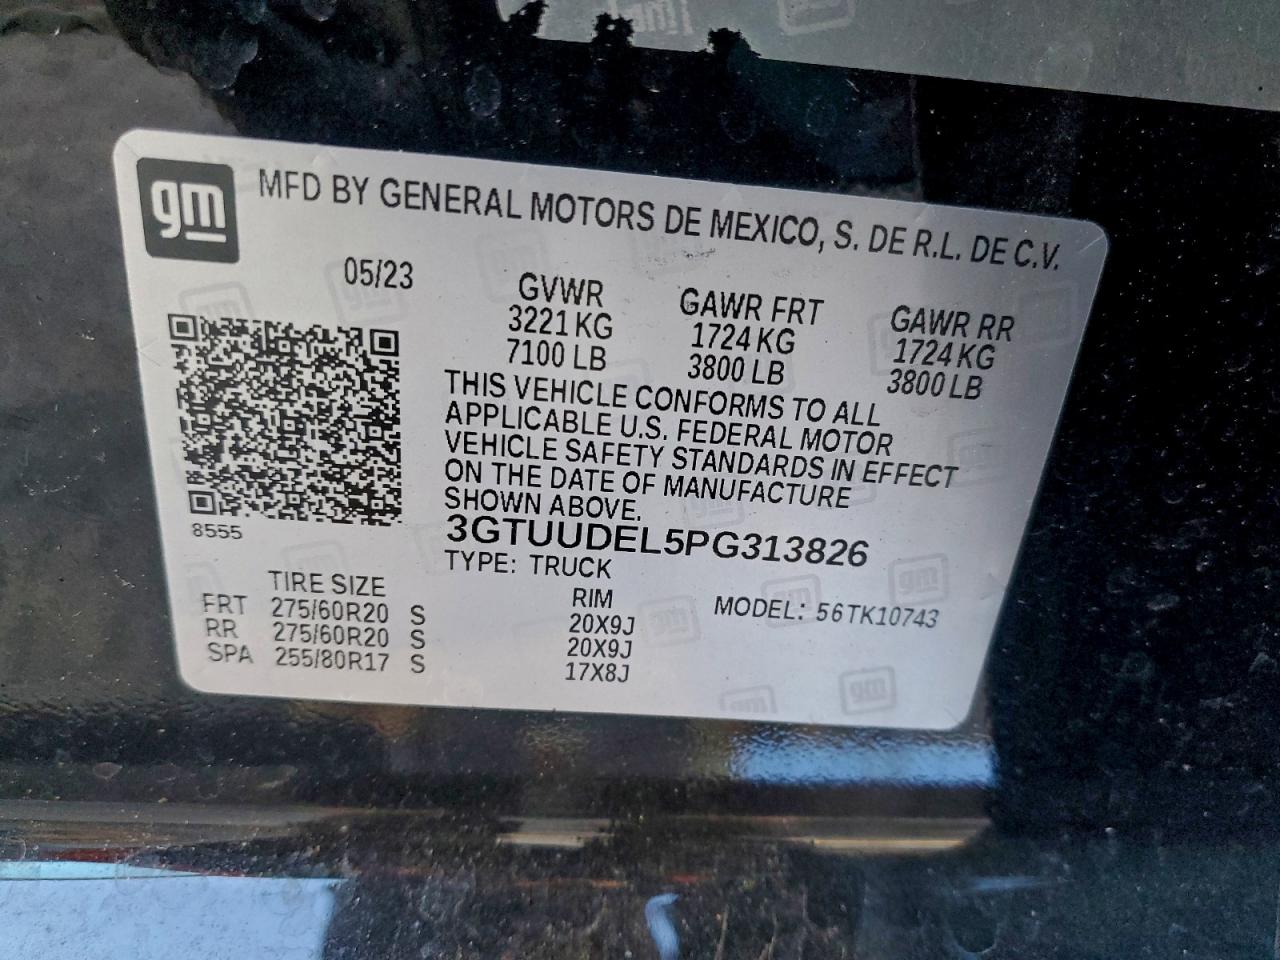 gm
MFD BY GENERAL MOTORS DE MEXICO, S. DE R.L. DE C.V.
05/23
GVWR GAWR FRT GAWR RR
3221 KG 1724 KG 1724 KG
7100 LB 3800 LB 3800 LB
THIS VEHICLE CONFORMS TO ALL
APPLICABLE U.S. FEDERAL MOTOR
VEHICLE SAFETY STANDARDS IN EFFECT
ON THE DATE OF MANUFACTURE
SHOWN ABOVE.
8555
3GTUUDEL5PG313826
TYPE: TRUCK
TIRE SIZE RIM MODEL: 56TK10743
FRT 275/60R20 S 20X9J
RR 275/60R20 S 20X9J
SPA 255/80R17 S 17X8J